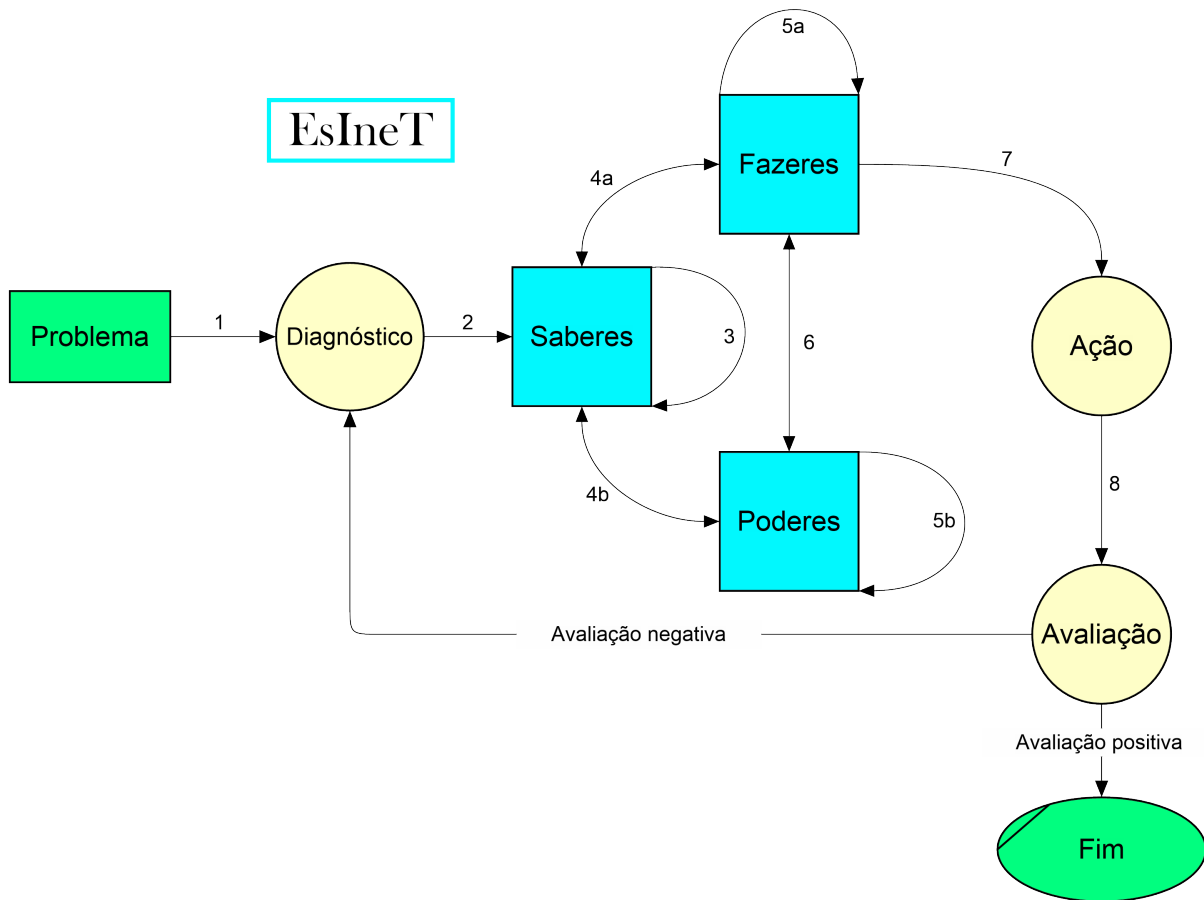 5a
EsIneT
Fazeres
7
4a
Problema
1
Diagnóstico
2
Saberes
3
6
Ação
4b
Poderes
5b
8
Avaliação negativa
Avaliação
Avaliação positiva
Fim